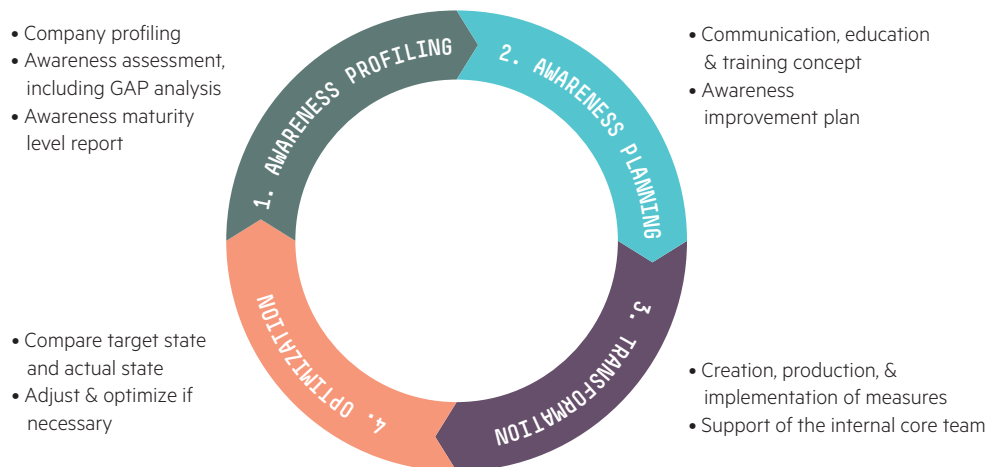 • Company profiling
• Awareness assessment,
including GAP analysis
• Awareness maturity
level report
1. AWARENESS PROFILING
2. AWARENESS PLANNING
• Communication, education
& training concept
• Awareness
improvement plan
3. TRANSFORMATION
• Creation, production, &
implementation of measures
• Support of the internal core team
4. OPTIMIZATION
• Compare target state
and actual state
• Adjust & optimize if
necessary